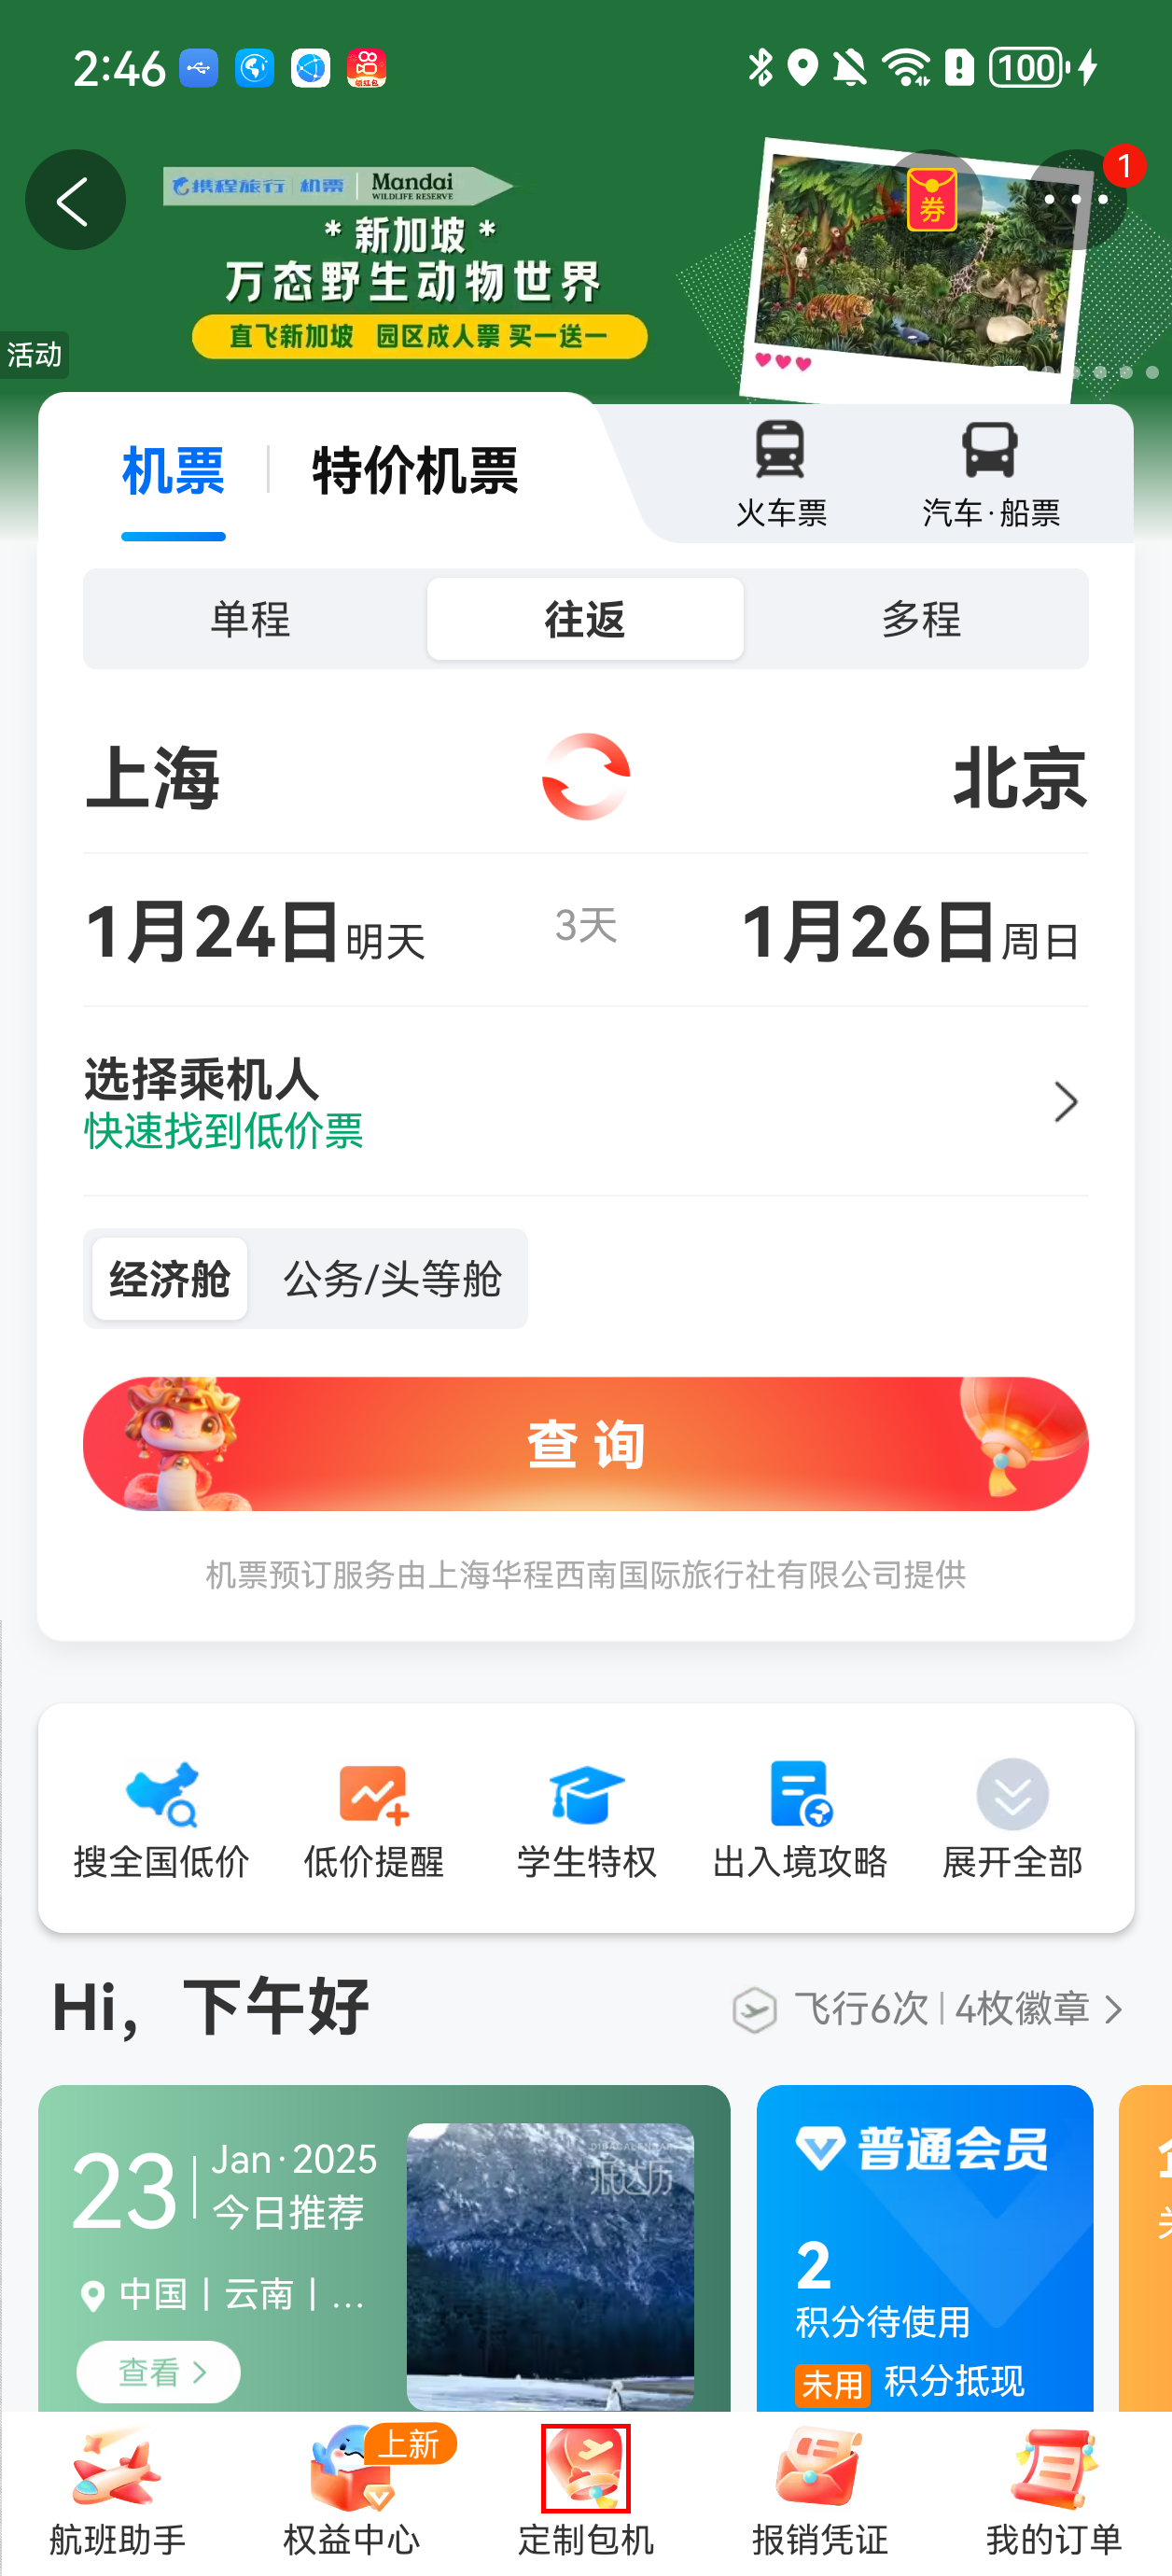 2:46
100
携程旅行 机票 Mandai WILDLIFE RESERVE
* 新加坡 *
万态野生动物世界
直飞新加坡 园区成人票 买一送一
券
1
活动
机票
特价机票
火车票
汽车·船票
单程
往返
多程
上海
北京
1月24日明天
3天
1月26日周日
选择乘机人
快速找到低价票
经济舱
公务/头等舱
查询
机票预订服务由上海华程西南国际旅行社有限公司提供
搜全国低价
低价提醒
学生特权
出入境攻略
展开全部
Hi，下午好
飞行6次|4枚徽章
23
Jan·2025
今日推荐
中国丨云南丨...
查看
普通会员
2
积分待使用
未用 积分抵现
上新
航班助手
权益中心
定制包机
报销凭证
我的订单